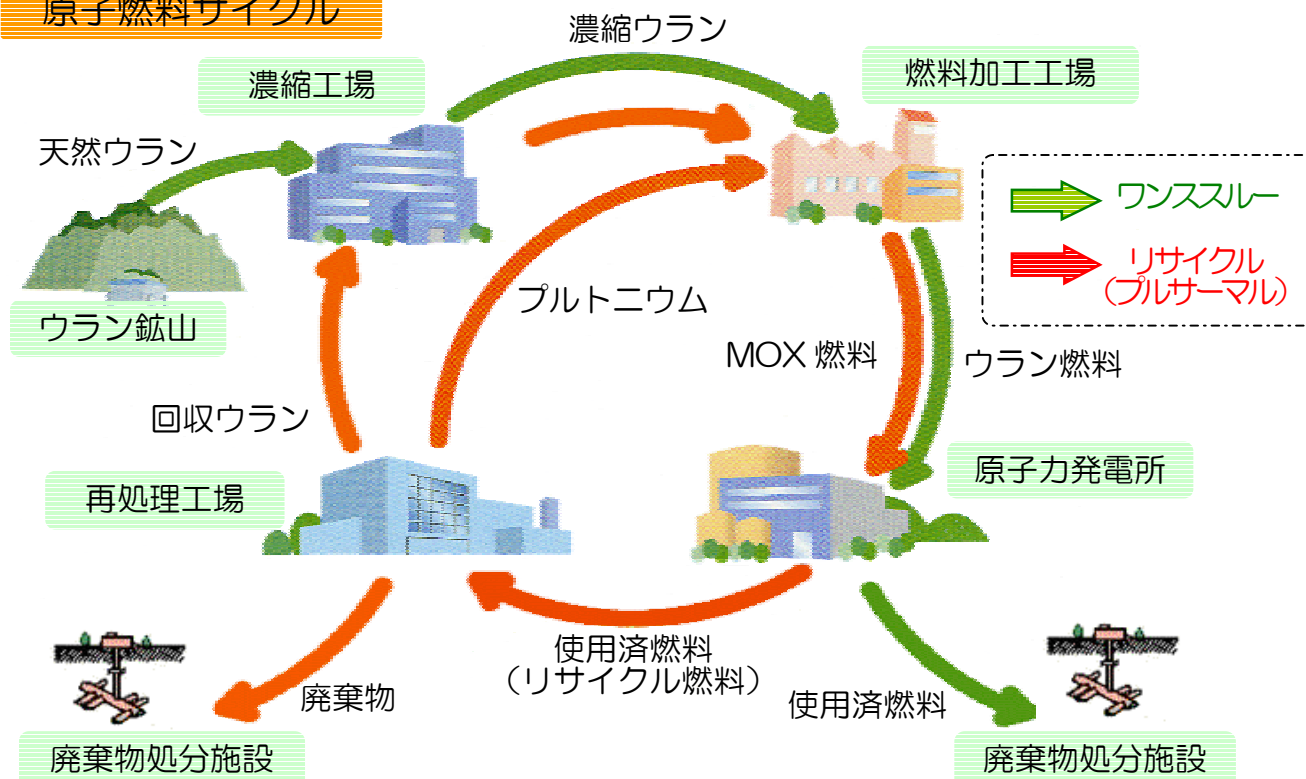 原子燃料サイクル
濃縮ウラン
濃縮工場
燃料加工工場
天然ウラン
ワンススルー
リサイクル
（プルサーマル）
ウラン鉱山
プルトニウム
MOX 燃料
ウラン燃料
回収ウラン
再処理工場
原子力発電所
使用済燃料
（リサイクル燃料）
廃棄物
使用済燃料
廃棄物処分施設
廃棄物処分施設